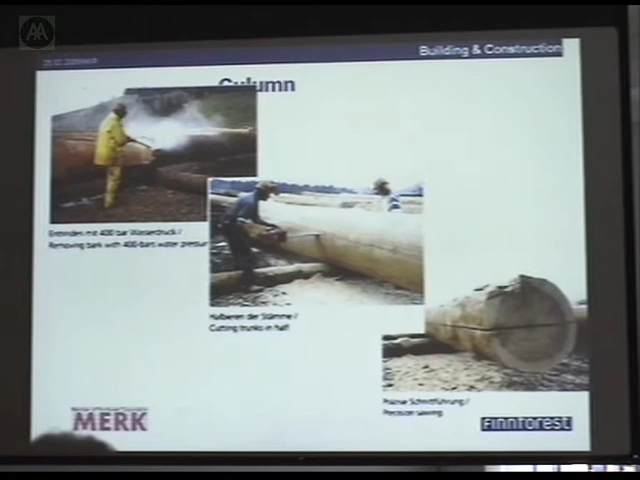 AA
Building & Construction
Column
Entrinden mit 400 bar Wasserdruck /
Removing bark with 400-bars water pressur
Halbieren der Stämme /
Cutting trunks in half
Präzise Schnittführung /
Precision sawing
MERK
FINNFOREST